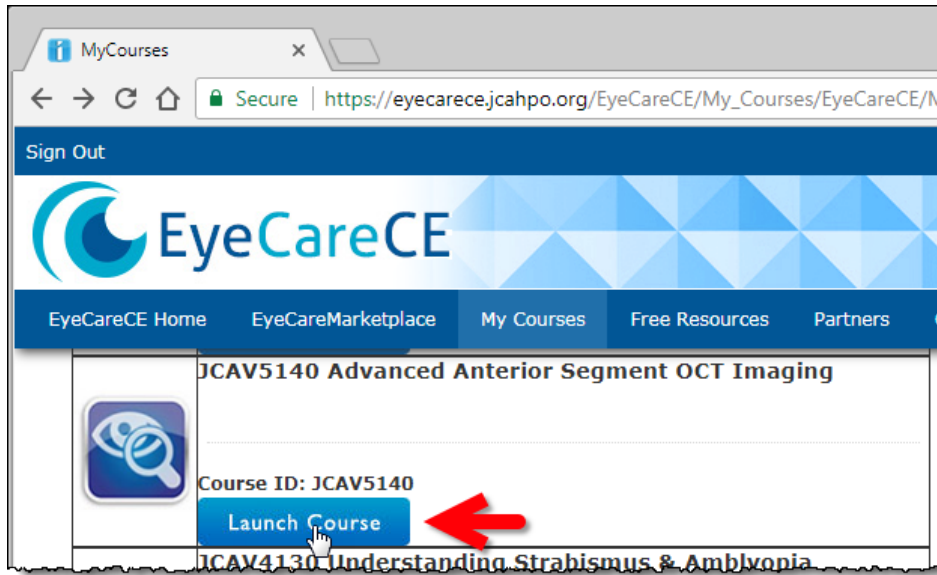 MyCourses
Secure | https://eyecarece.jcahpo.org/EyeCareCE/My_Courses/EyeCareCE/
Sign Out
EyeCareCE
EyeCareCE Home EyeCareMarketplace My Courses Free Resources Partners
JCAV5140 Advanced Anterior Segment OCT Imaging
Course ID: JCAV5140
Launch Course
JCAV4130 Understanding Strabismus & Amblyopia